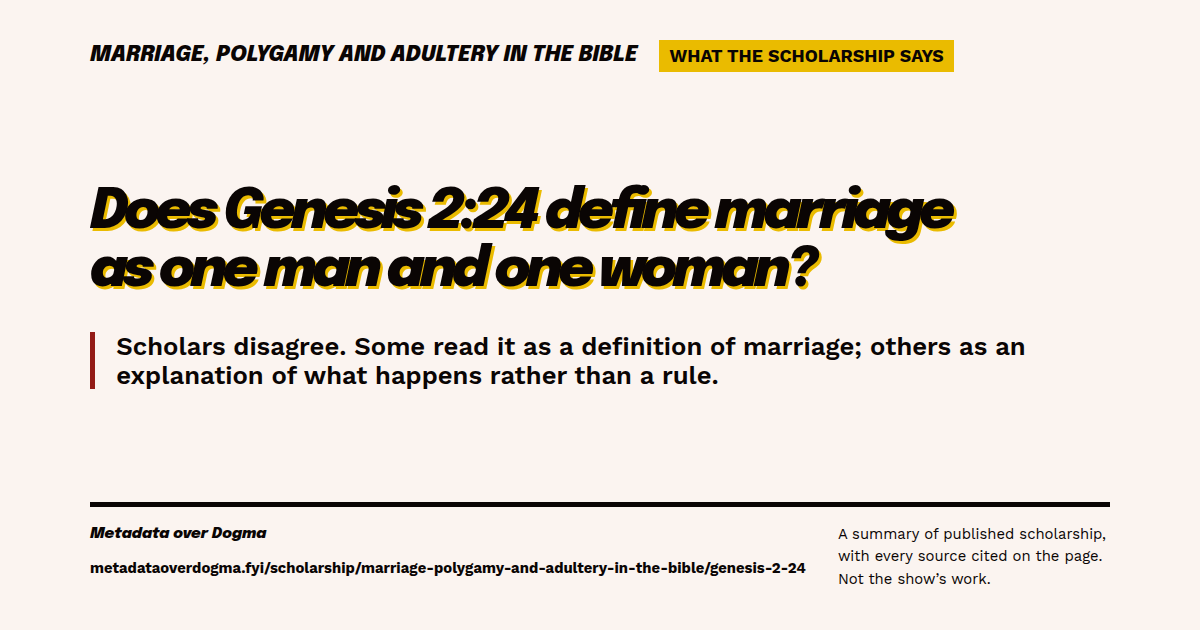 MARRIAGE, POLYGAMY AND ADULTERY IN THE BIBLE
WHAT THE SCHOLARSHIP SAYS
Does Genesis 2:24 define marriage
as one man and one woman?
Scholars disagree. Some read it as a definition of marriage; others as an
explanation of what happens rather than a rule.
Metadata over Dogma
metadataoverdogma.fyi/scholarship/marriage-polygamy-and-adultery-in-the-bible/genesis-2-24
A summary of published scholarship,
with every source cited on the page.
Not the show’s work.